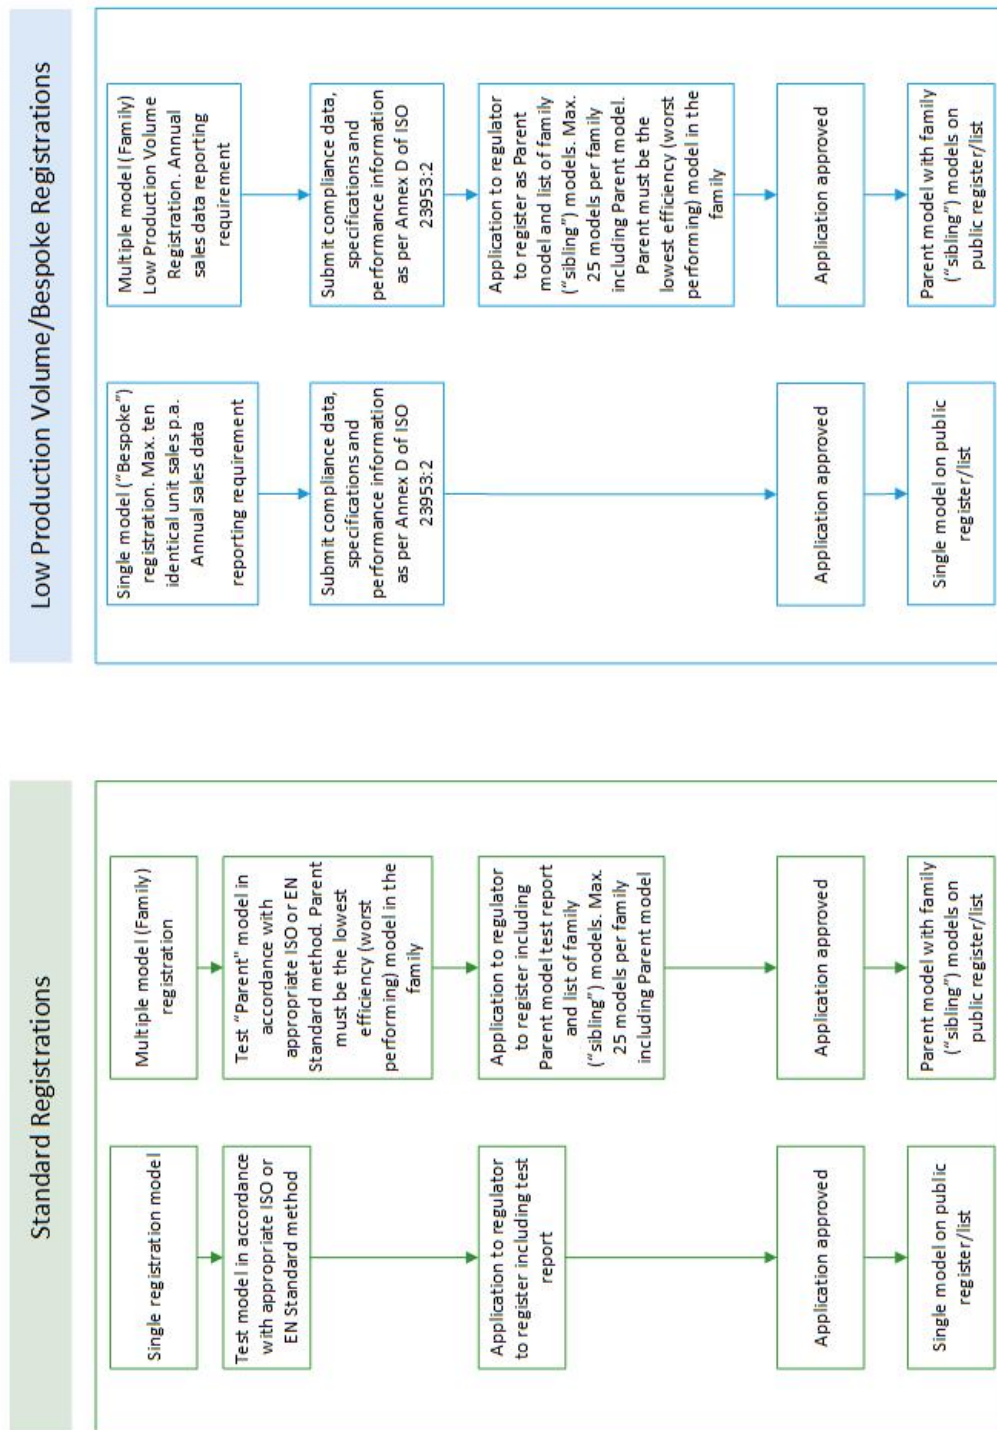 Standard Registrations
Single registration model
Test model in accordance
with appropriate ISO or
EN Standard method
Application to regulator
to register including test
report
Application approved
Single model on public
register/list
Multiple model (Family)
registration
Test “Parent” model in
accordance with
appropriate ISO or EN
Standard method. Parent
must be the lowest
efficiency (worst
performing) model in the
family
Application to regulator
to register including
Parent model test report
and list of family
(“sibling”) models. Max.
25 models per family
including Parent model
Application approved
Parent model with family
(“sibling”) models on
public register/list
Low Production Volume/Bespoke Registrations
Single model (“Bespoke”)
registration. Max. ten
identical unit sales p.a.
Annual sales data
reporting requirement
Submit compliance data,
specifications and
performance information
as per Annex D of ISO
23953:2
Application approved
Single model on public
register/list
Multiple model (Family)
Low Production Volume
Registration. Annual
sales data reporting
requirement
Submit compliance data,
specifications and
performance information
as per Annex D of ISO
23953:2
Application to regulator
to register as Parent
model and list of family
(“sibling”) models. Max.
25 models per family
including Parent model.
Parent must be the
lowest efficiency (worst
performing) model in the
family
Application approved
Parent model with family
(“sibling”) models on
public register/list